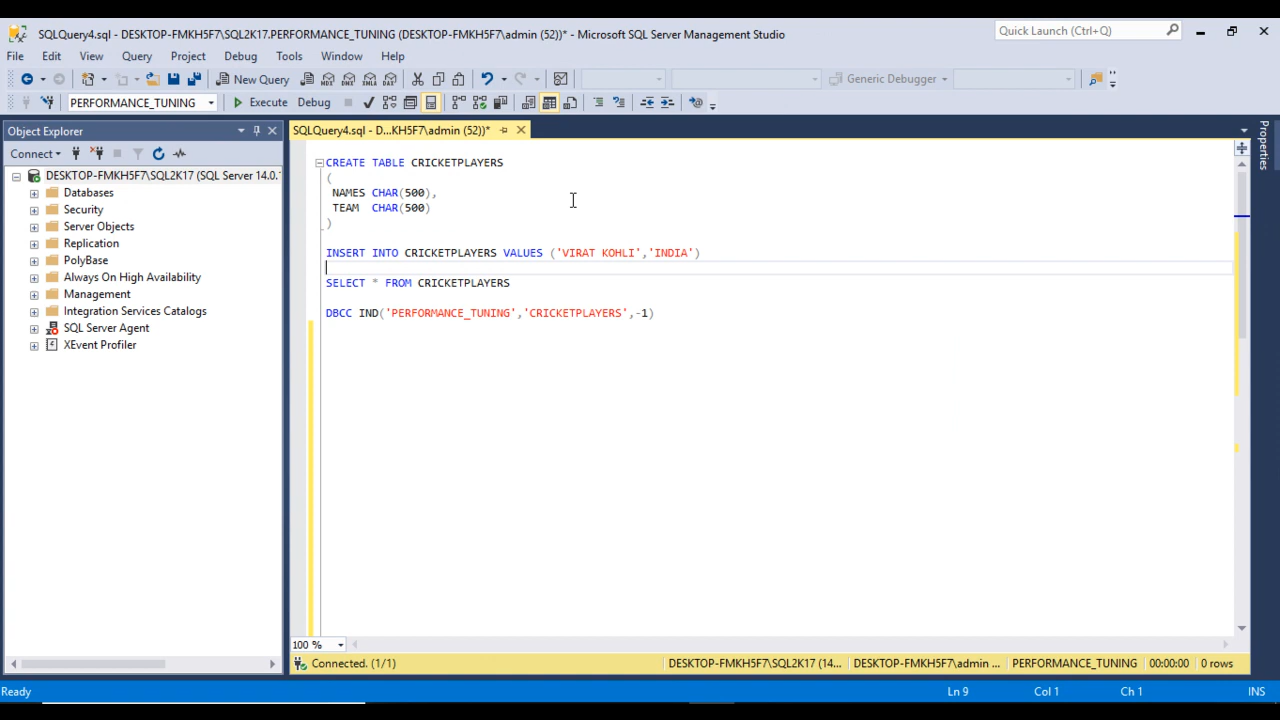 SQLQuery4.sql - DESKTOP-FMKH5F7\SQL2K17.PERFORMANCE_TUNING (DESKTOP-FMKH5F7\admin (52))* - Microsoft SQL Server Management Studio
Quick Launch (Ctrl+Q)
File Edit View Query Project Debug Tools Window Help
New Query
Generic Debugger
PERFORMANCE_TUNING
Execute Debug
Object Explorer
SQLQuery4.sql - D...KH5F7\admin (52))*
Properties
Connect
DESKTOP-FMKH5F7\SQL2K17 (SQL Server 14.0.
Databases
Security
Server Objects
Replication
PolyBase
Always On High Availability
Management
Integration Services Catalogs
SQL Server Agent
XEvent Profiler
CREATE TABLE CRICKETPLAYERS
(
NAMES CHAR(500),
TEAM CHAR(500)
)
INSERT INTO CRICKETPLAYERS VALUES ('VIRAT KOHLI','INDIA')
SELECT * FROM CRICKETPLAYERS
DBCC IND('PERFORMANCE_TUNING','CRICKETPLAYERS',-1)
100 %
Connected. (1/1)
DESKTOP-FMKH5F7\SQL2K17 (14... DESKTOP-FMKH5F7\admin ... PERFORMANCE_TUNING 00:00:00 0 rows
Ready
Ln 9 Col 1 Ch 1 INS